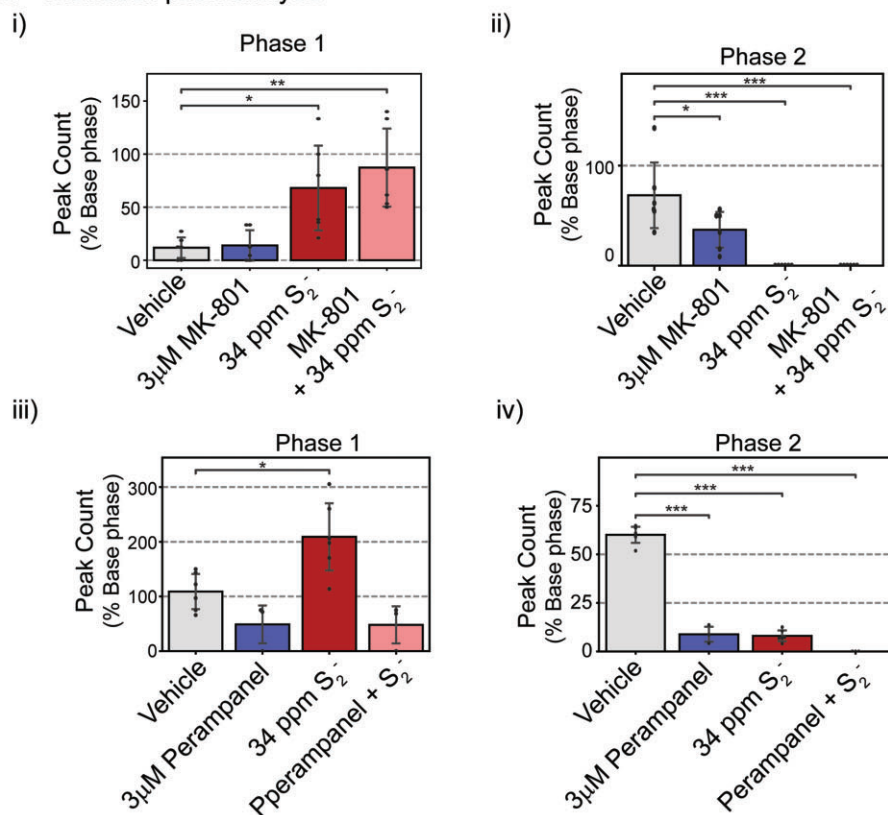 i)
Phase 1
Peak Count
(% Base phase)
150
100
50
0
*
**
Vehicle
3µM MK-801
34 ppm S₂⁻
MK-801
+ 34 ppm S₂⁻
ii)
Phase 2
Peak Count
(% Base phase)
100
0
***
***
*
Vehicle
3µM MK-801
34 ppm S₂⁻
MK-801
+ 34 ppm S₂⁻
iii)
Phase 1
Peak Count
(% Base phase)
300
200
100
0
*
Vehicle
3µM Perampanel
34 ppm S₂⁻
Pperampanel + S₂⁻
iv)
Phase 2
Peak Count
(% Base phase)
75
50
25
0
***
***
***
Vehicle
3µM Perampanel
34 ppm S₂⁻
Perampanel + S₂⁻